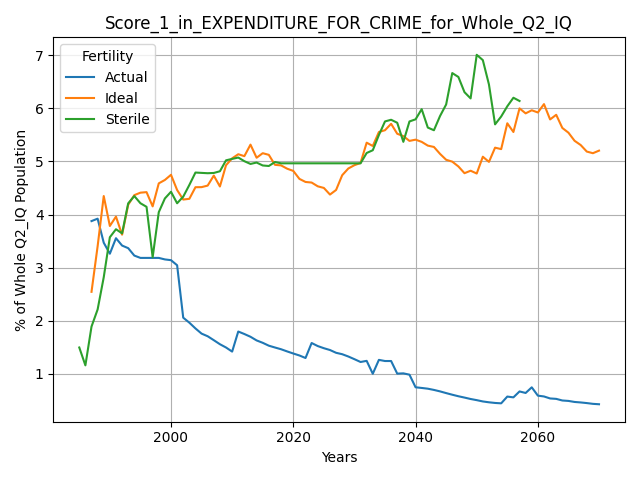 Score_1_in_EXPENDITURE_FOR_CRIME_for_Whole_Q2_IQ
Fertility
Actual
Ideal
Sterile
% of Whole Q2_IQ Population
7
6
5
4
3
2
1
2000
2020
2040
2060
Years